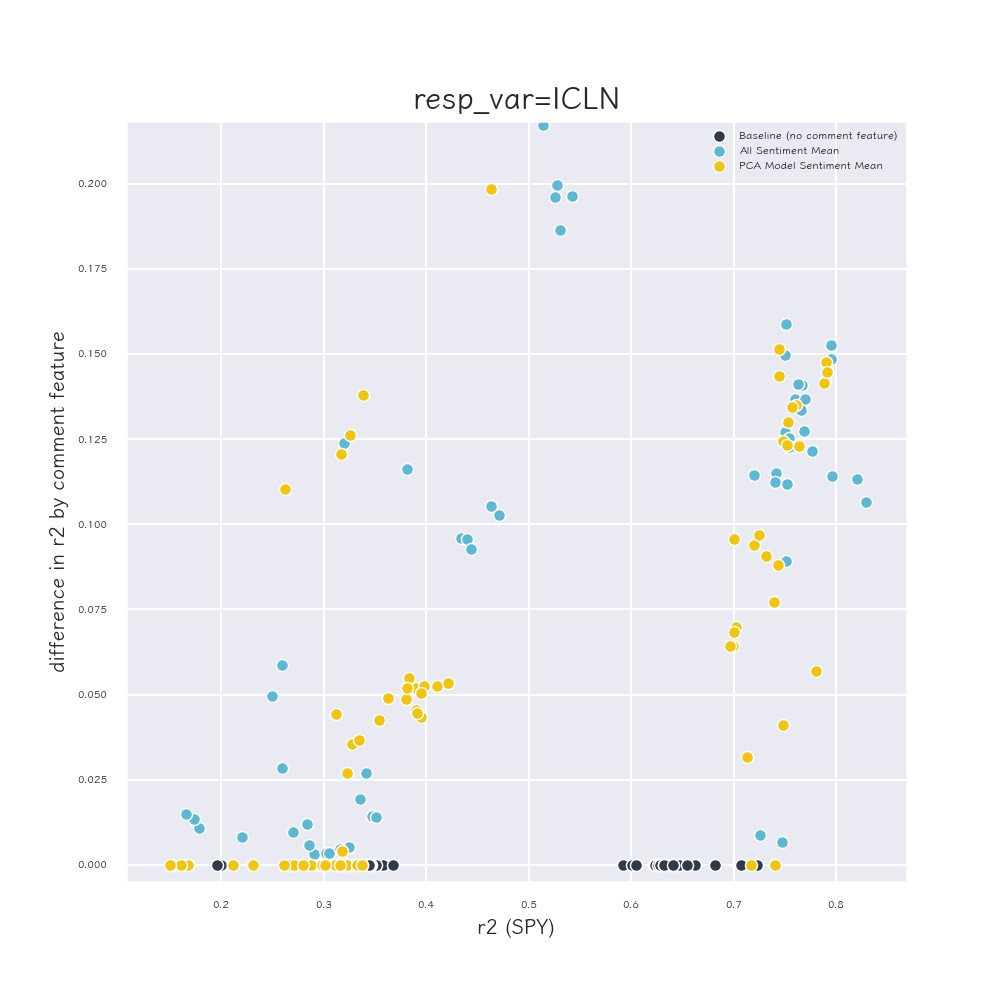 resp_var=ICLN
Baseline (no comment feature)
All Sentiment Mean
PCA Model Sentiment Mean
difference in r2 by comment feature
0.200
0.175
0.150
0.125
0.100
0.075
0.050
0.025
0.000
0.2 0.3 0.4 0.5 0.6 0.7 0.8
r2 (SPY)